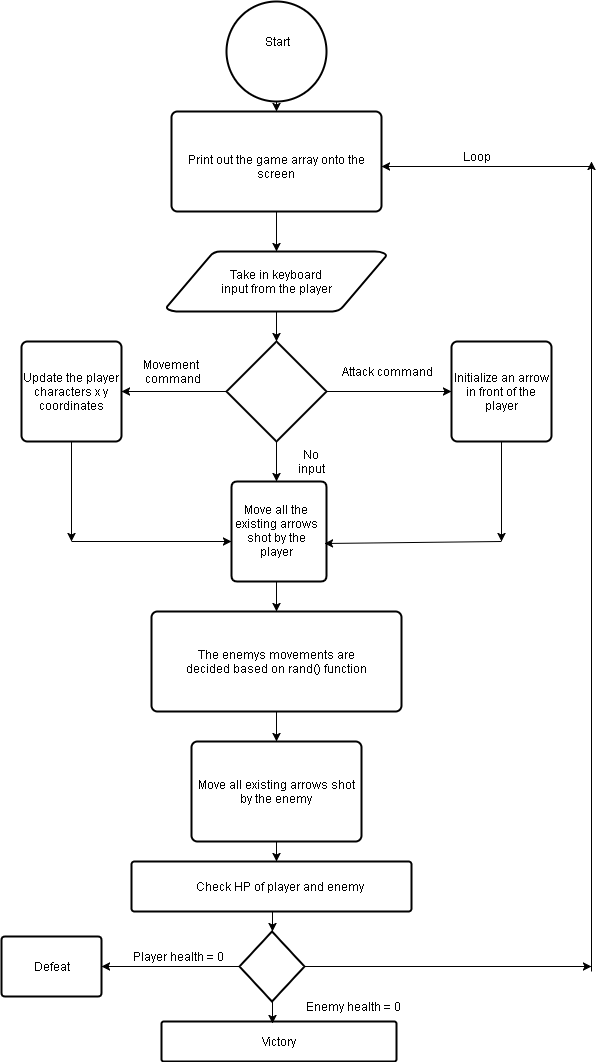 Start
Print out the game array onto the
screen
Loop
Take in keyboard
input from the player
Movement
command
Attack command
Update the player
characters x y
coordinates
Initialize an arrow
in front of the
player
No
input
Move all the
existing arrows
shot by the
player
The enemys movements are
decided based on rand() function
Move all existing arrows shot
by the enemy
Check HP of player and enemy
Player health = 0
Defeat
Enemy health = 0
Victory